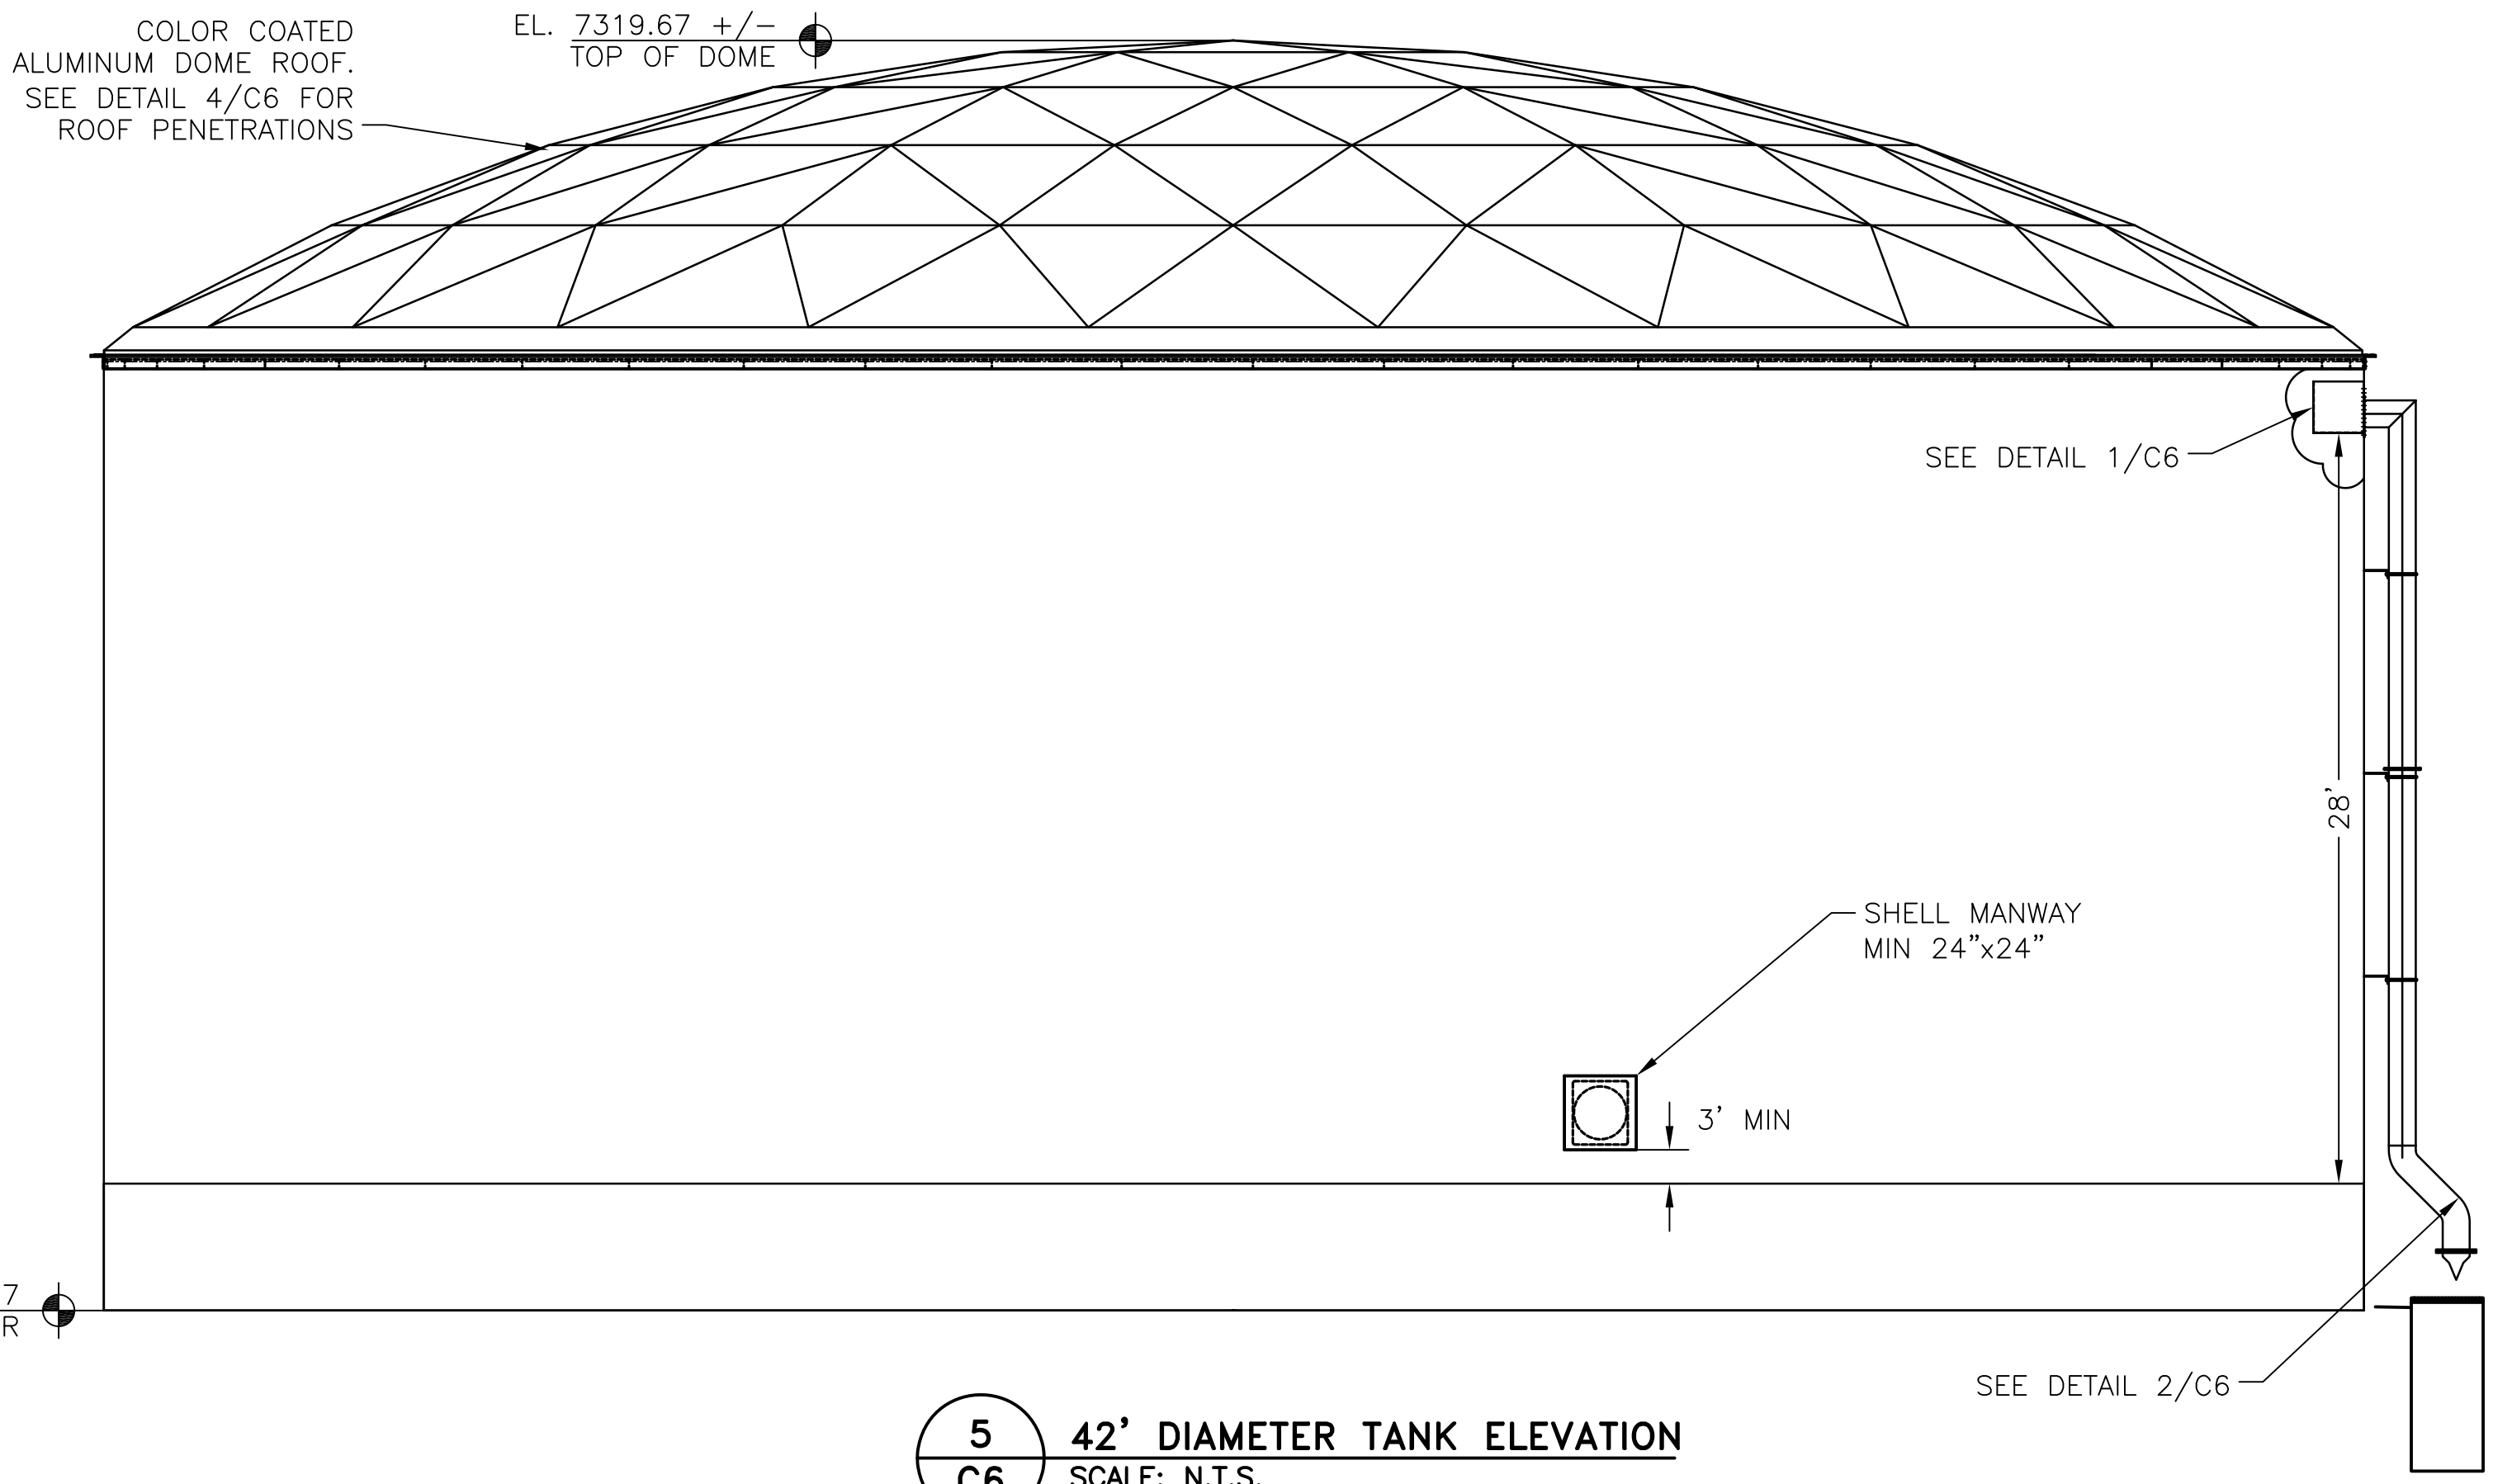 COLOR COATED
ALUMINUM DOME ROOF.
SEE DETAIL 4/C6 FOR
ROOF PENETRATIONS
EL. 7319.67 +/-
TOP OF DOME
SEE DETAIL 1/C6
28'
SHELL MANWAY
MIN 24"x24"
3' MIN
7
R
SEE DETAIL 2/C6
5
C6
42' DIAMETER TANK ELEVATION
SCALE: N.T.S.